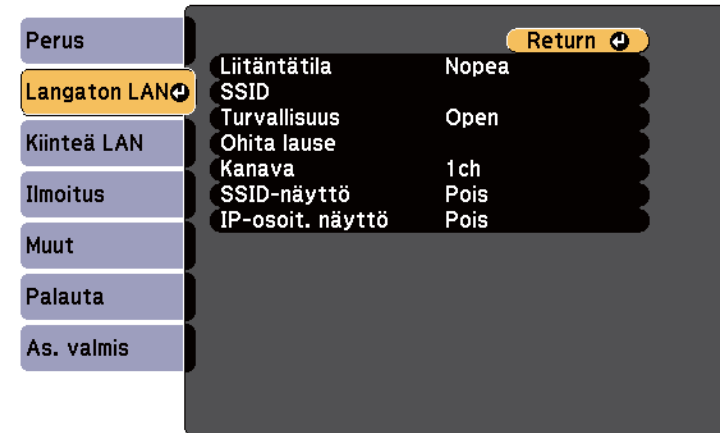 Perus
Langaton LAN
Kiinteä LAN
Ilmoitus
Muut
Palauta
As. valmis
Return
Liitäntätila Nopea
SSID
Turvallisuus Open
Ohita lause
Kanava 1ch
SSID-näyttö Pois
IP-osoit. näyttö Pois